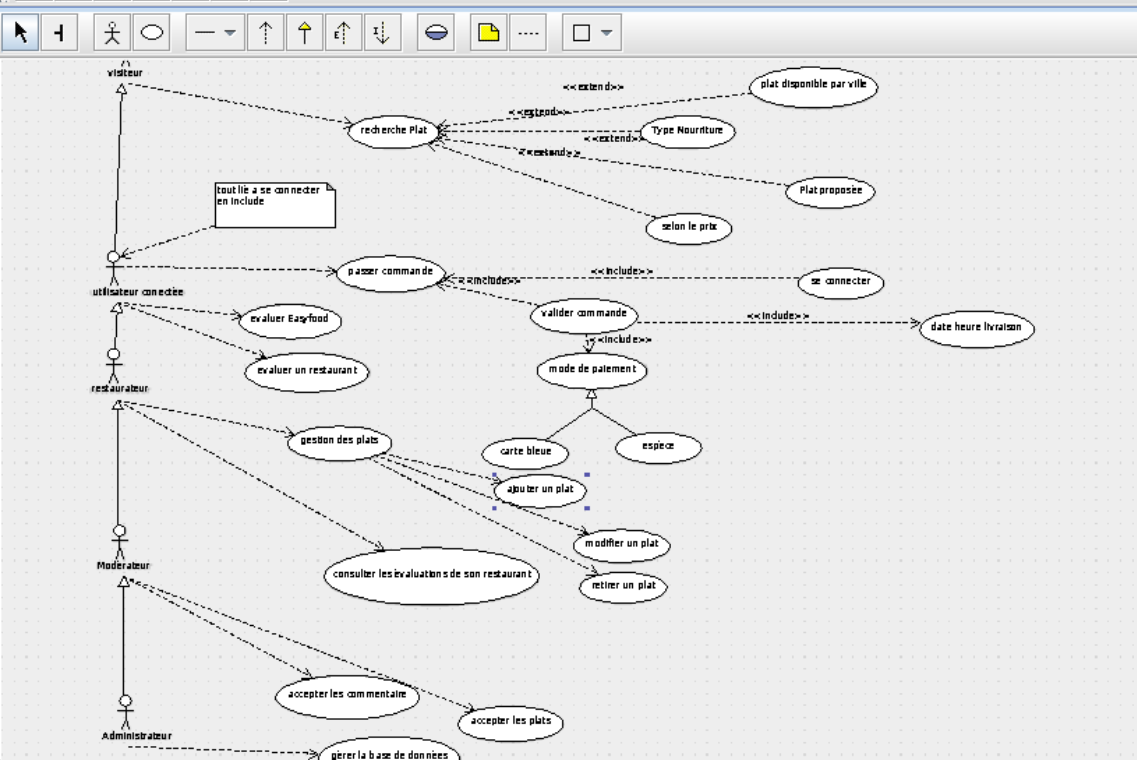 visiteur
<<extend>>
plat disponible par ville
<<extend>>
recherche Plat
Type Nourriture
<<extend>>
<<extend>>
tout lié a se connecter
en include
Plat proposée
selon le prix
passer commande
<<include>>
<<include>>
se connecter
utilisateur conectée
evaluer Easyfood
valider commande
<<include>>
date heure livraison
<<include>>
evaluer un restaurant
mode de paiement
restaurateur
gestion des plats
carte bleue
espèce
ajouter un plat
modifier un plat
Modérateur
consulter les évaluations de son restaurant
retirer un plat
accepter les commentaire
accepter les plats
Administrateur
gérer la base de données